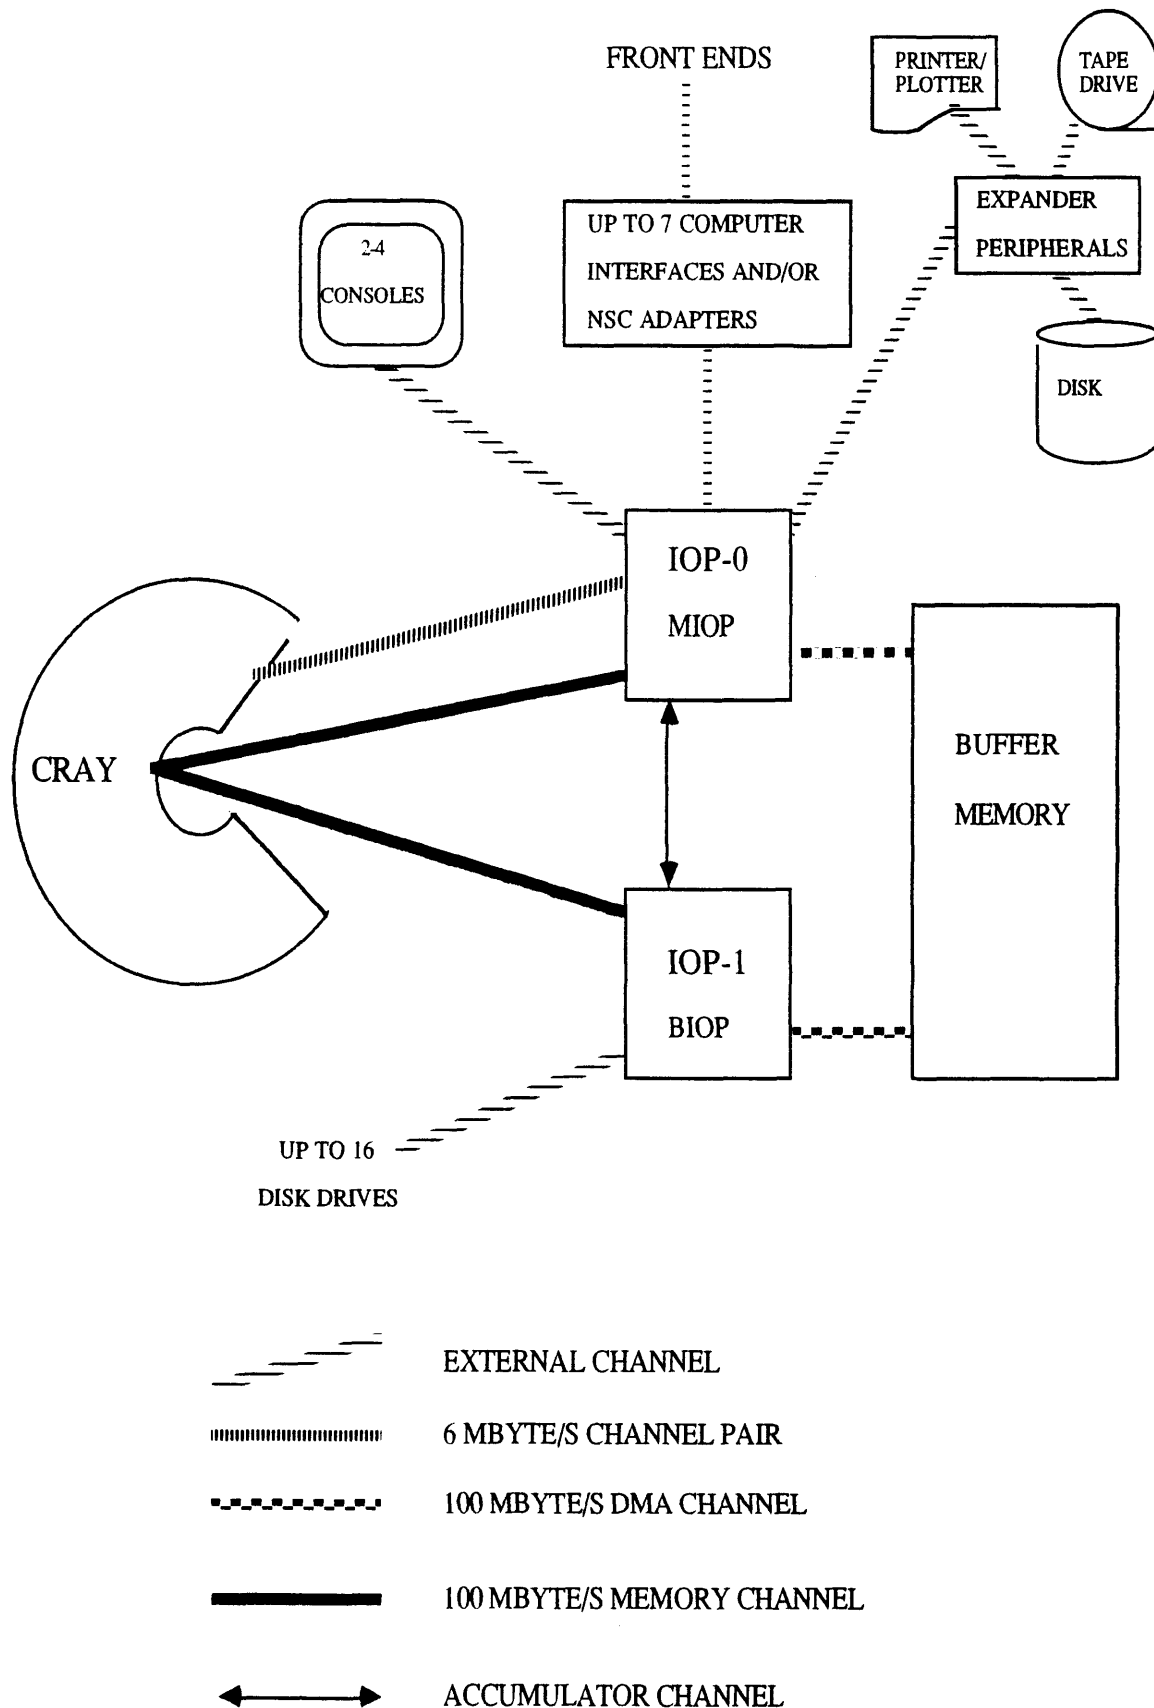 FRONT ENDS
PRINTER/
PLOTTER
TAPE
DRIVE
EXPANDER
PERIPHERALS
UP TO 7 COMPUTER
INTERFACES AND/OR
NSC ADAPTERS
2-4
CONSOLES
DISK
IOP-0
MIOP
CRAY
BUFFER
MEMORY
IOP-1
BIOP
UP TO 16
DISK DRIVES
EXTERNAL CHANNEL
6 MBYTE/S CHANNEL PAIR
100 MBYTE/S DMA CHANNEL
100 MBYTE/S MEMORY CHANNEL
ACCUMULATOR CHANNEL